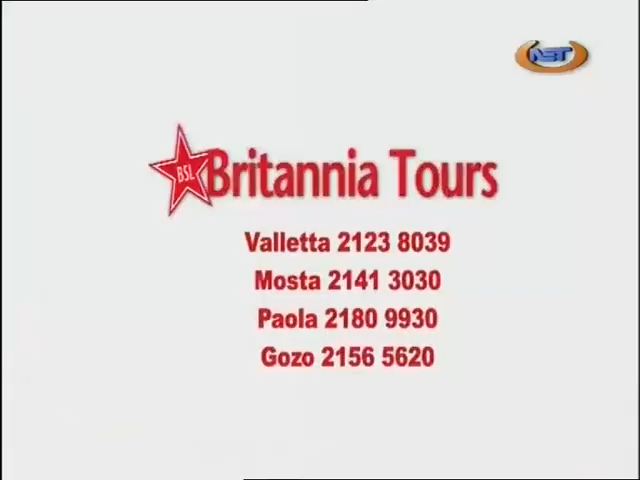 NET
BSL Britannia Tours
Valletta 2123 8039
Mosta 2141 3030
Paola 2180 9930
Gozo 2156 5620